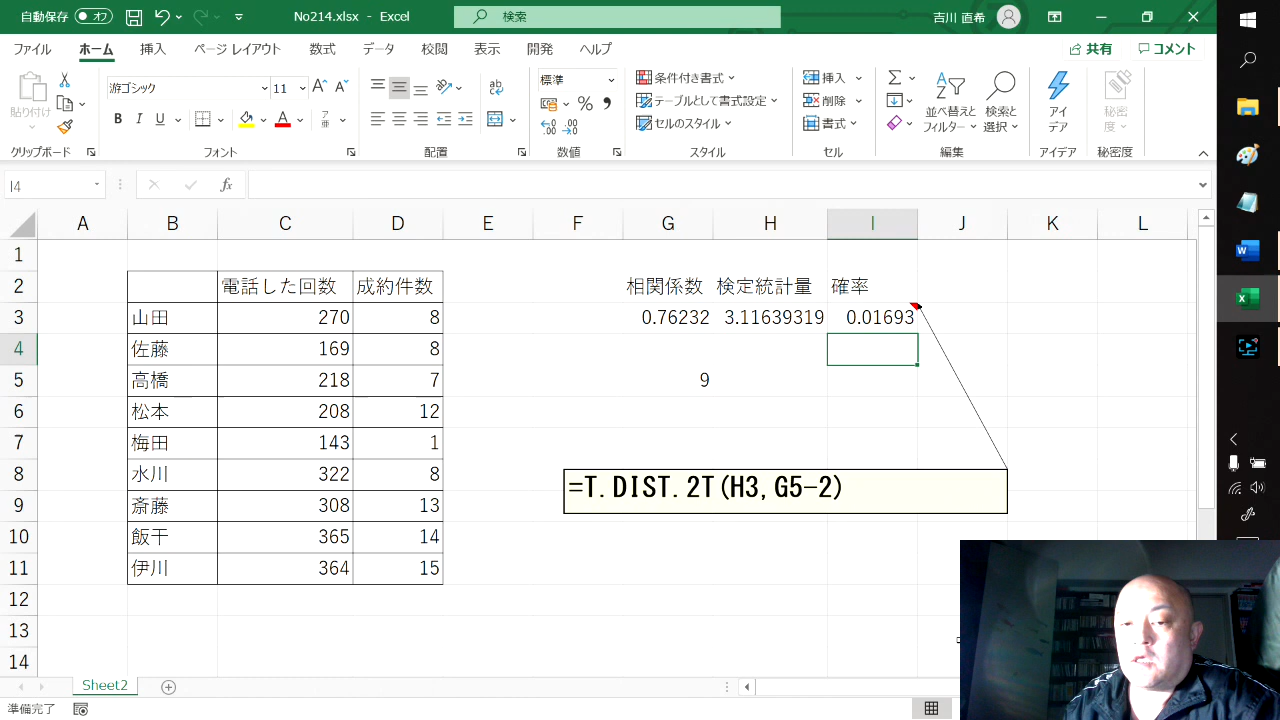 自動保存 オフ No214.xlsx - Excel 検索 吉川 直希
ファイル ホーム 挿入 ページ レイアウト 数式 データ 校閲 表示 開発 ヘルプ 共有 コメント
貼り付け
クリップボード
游ゴシック 11
B I U
フォント
配置
標準
数値
条件付き書式
テーブルとして書式設定
セルのスタイル
スタイル
挿入
削除
書式
セル
並べ替えと
フィルター
検索と
選択
編集
アイ
デア
アイデア
秘密
度
秘密度
I4 fx
A B C D E F G H I J K L
1
2 電話した回数 成約件数 相関係数 検定統計量 確率
3 山田 270 8 0.76232 3.11639319 0.01693
4 佐藤 169 8
5 高橋 218 7 9
6 松本 208 12
7 梅田 143 1
8 水川 322 8 =T.DIST.2T(H3,G5-2)
9 斎藤 308 13
10 飯干 365 14
11 伊川 364 15
12
13
14
Sheet2
準備完了